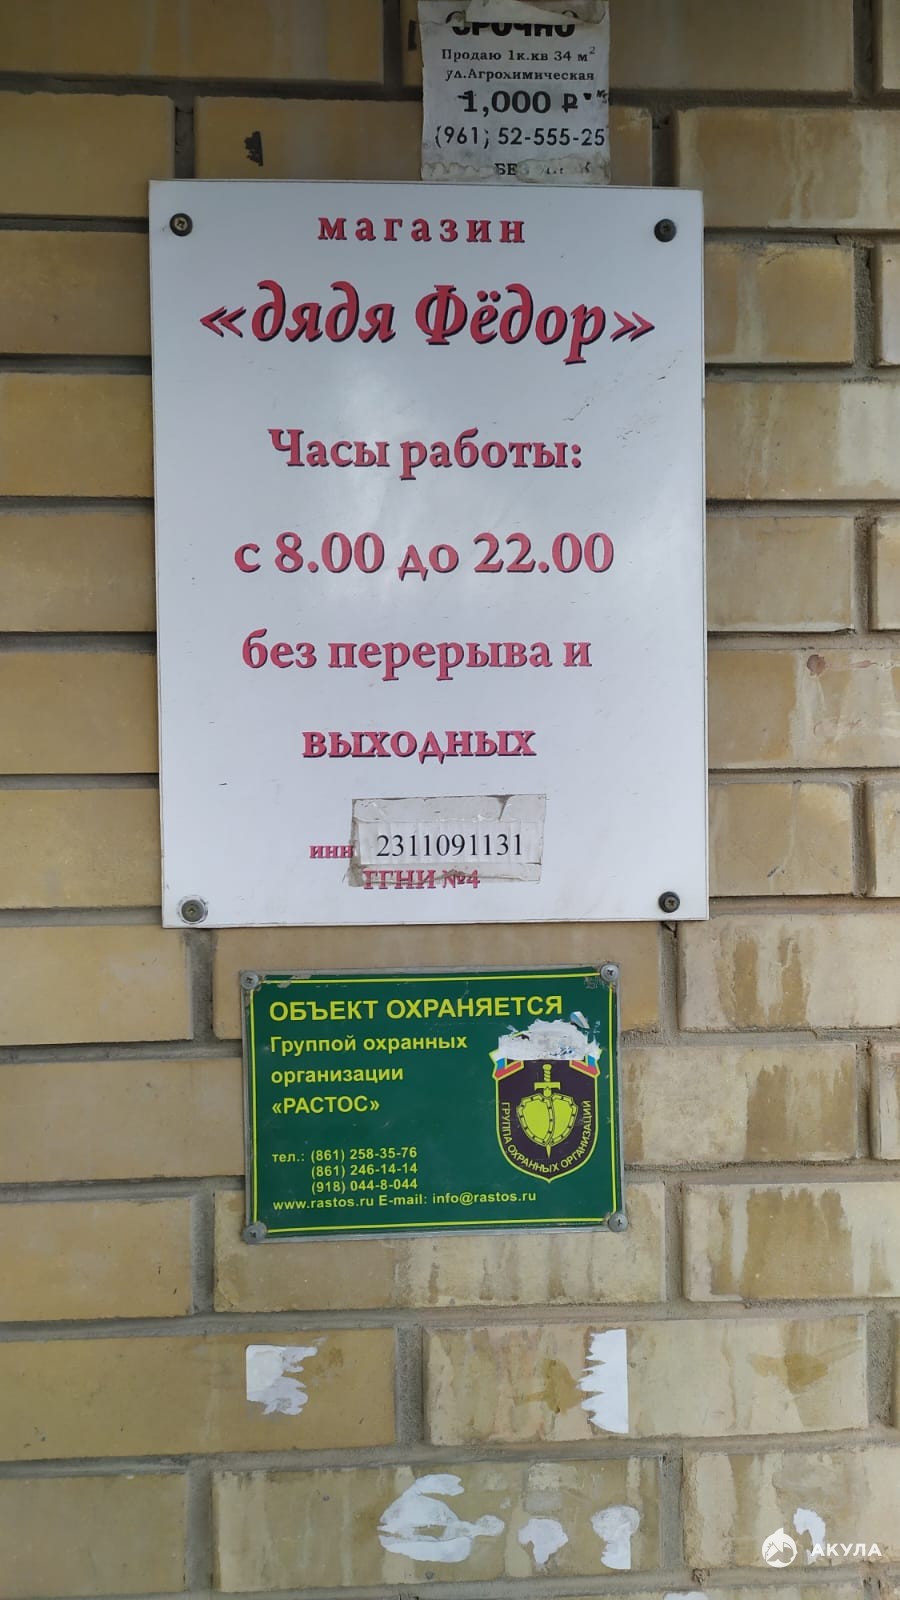 СРОЧНО
Продаю 1к.кв 34 м²
ул.Агрохимическая
1,000 ₽
(961) 52-555-25
магазин
«дядя Фёдор»
Часы работы:
с 8.00 до 22.00
без перерыва и
выходных
инн 2311091131
ТГНИ №4
ОБЪЕКТ ОХРАНЯЕТСЯ
Группой охранных
организации
«РАСТОС»
ГРУППА ОХРАННЫХ ОРГАНИЗАЦИЙ
тел.: (861) 258-35-76
(861) 246-14-14
(918) 044-8-044
www.rastos.ru E-mail: info@rastos.ru
АКУЛА